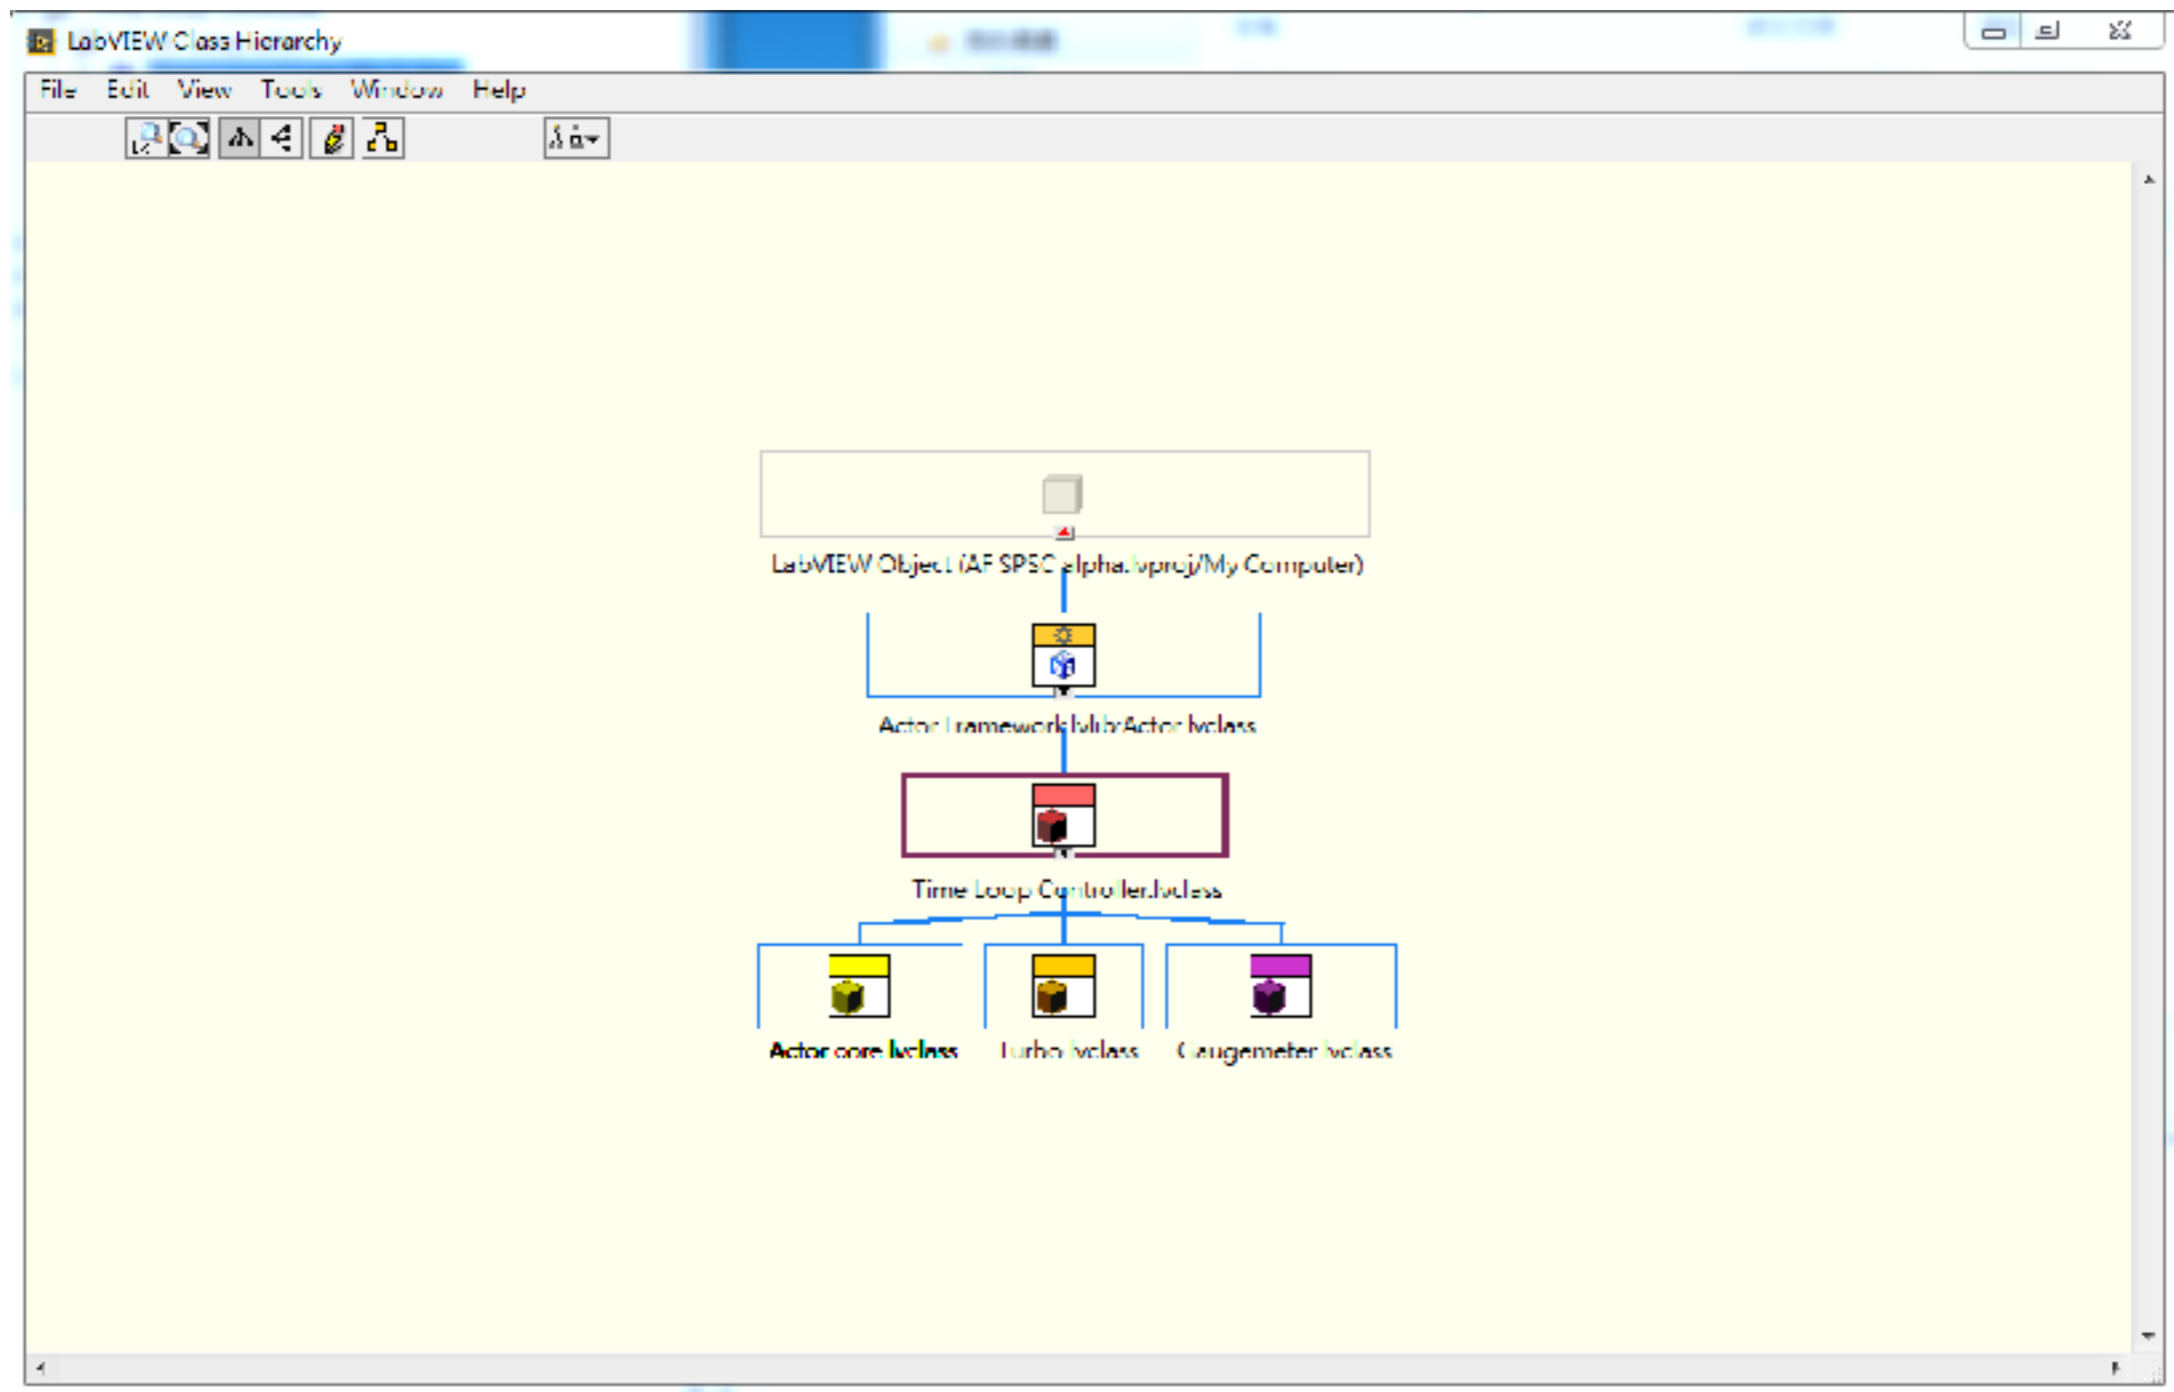 LabVIEW Class Hierarchy
File Edit View Tools Window Help
LabVIEW Object (AF SPSC alpha.lvproj/My Computer)
Actor Framework.lvlib:Actor.lvclass
Time Loop Controller.lvclass
Actor core.lvclass Turbo.lvclass Gaugemeter.lvclass